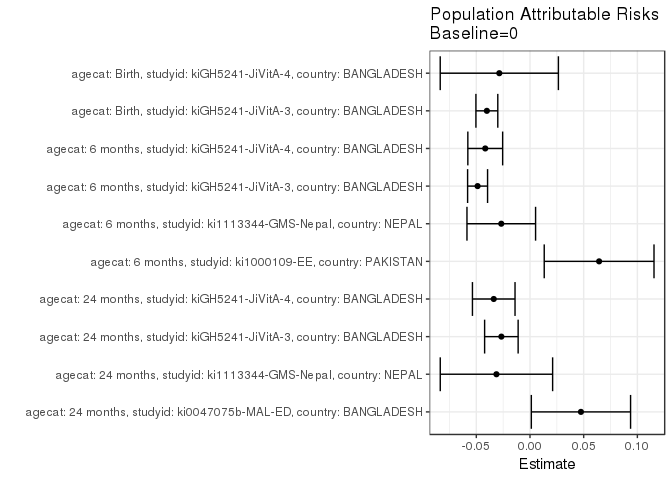 Population Attributable Risks
Baseline=0
agecat: Birth, studyid: kiGH5241-JiVitA-4, country: BANGLADESH
agecat: Birth, studyid: kiGH5241-JiVitA-3, country: BANGLADESH
agecat: 6 months, studyid: kiGH5241-JiVitA-4, country: BANGLADESH
agecat: 6 months, studyid: kiGH5241-JiVitA-3, country: BANGLADESH
agecat: 6 months, studyid: ki1113344-GMS-Nepal, country: NEPAL
agecat: 6 months, studyid: ki1000109-EE, country: PAKISTAN
agecat: 24 months, studyid: kiGH5241-JiVitA-4, country: BANGLADESH
agecat: 24 months, studyid: kiGH5241-JiVitA-3, country: BANGLADESH
agecat: 24 months, studyid: ki1113344-GMS-Nepal, country: NEPAL
agecat: 24 months, studyid: ki0047075b-MAL-ED, country: BANGLADESH
-0.05 0.00 0.05 0.10
Estimate